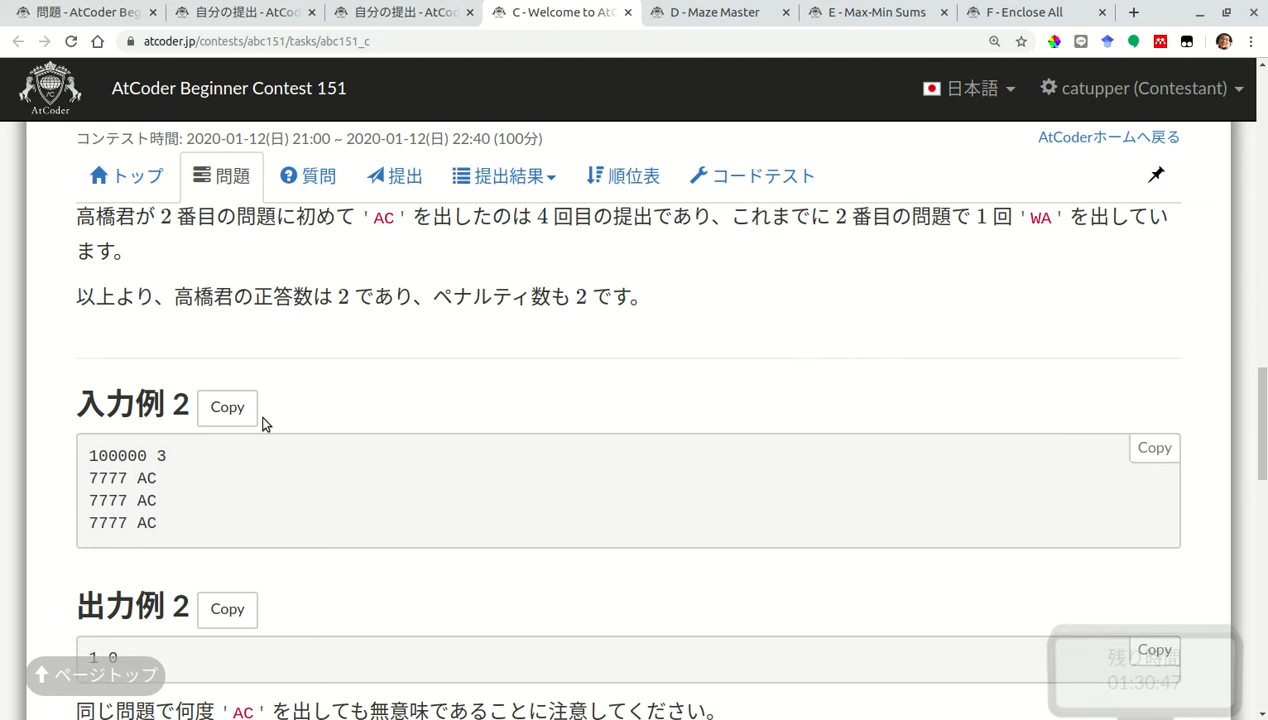 問題 - AtCoder Beg
自分の提出 - AtCod
自分の提出 - AtCoc
C - Welcome to AtC
D - Maze Master
E - Max-Min Sums
F - Enclose All
atcoder.jp/contests/abc151/tasks/abc151_c
AtCoder
AtCoder Beginner Contest 151
日本語
catupper (Contestant)
コンテスト時間: 2020-01-12(日) 21:00 ~ 2020-01-12(日) 22:40 (100分)
AtCoderホームへ戻る
トップ
問題
質問
提出
提出結果
順位表
コードテスト
高橋君が 2 番目の問題に初めて 'AC' を出したのは 4 回目の提出であり、これまでに 2 番目の問題で 1 回 'WA' を出してい
ます。
以上より、高橋君の正答数は 2 であり、ペナルティ数も 2 です。
入力例 2
Copy
Copy
100000 3
7777 AC
7777 AC
7777 AC
出力例 2
Copy
Copy
1 0
ページトップ
残り時間
01:30:47
同じ問題で何度 'AC' を出しても無意味であることに注意してください。